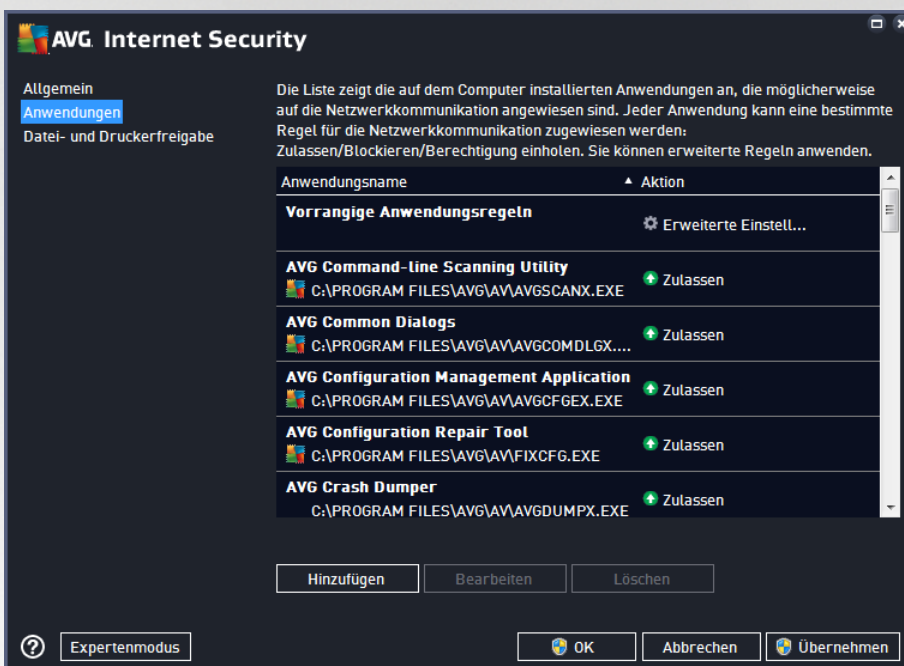 AVG Internet Security
Allgemein
Anwendungen
Datei- und Druckerfreigabe
Die Liste zeigt die auf dem Computer installierten Anwendungen an, die möglicherweise
auf die Netzwerkkommunikation angewiesen sind. Jeder Anwendung kann eine bestimmte
Regel für die Netzwerkkommunikation zugewiesen werden:
Zulassen/Blockieren/Berechtigung einholen. Sie können erweiterte Regeln anwenden.
Anwendungsname Aktion
Vorrangige Anwendungsregeln
Erweiterte Einstell...
AVG Command-line Scanning Utility
C:\PROGRAM FILES\AVG\AV\AVGSCANX.EXE
Zulassen
AVG Common Dialogs
C:\PROGRAM FILES\AVG\AV\AVGCOMDLGX....
Zulassen
AVG Configuration Management Application
C:\PROGRAM FILES\AVG\AV\AVGCFGEX.EXE
Zulassen
AVG Configuration Repair Tool
C:\PROGRAM FILES\AVG\AV\FIXCFG.EXE
Zulassen
AVG Crash Dumper
C:\PROGRAM FILES\AVG\AV\AVGDUMPX.EXE
Zulassen
Hinzufügen Bearbeiten Löschen
? Expertenmodus OK Abbrechen Übernehmen